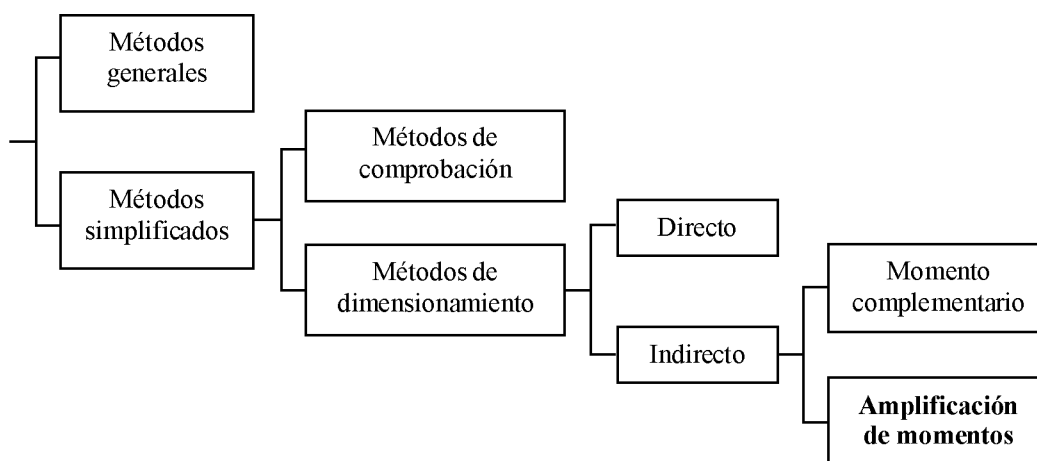 Métodos
generales
Métodos
simplificados
Métodos de
comprobación
Métodos de
dimensionamiento
Directo
Indirecto
Momento
complementario
Amplificación
de momentos